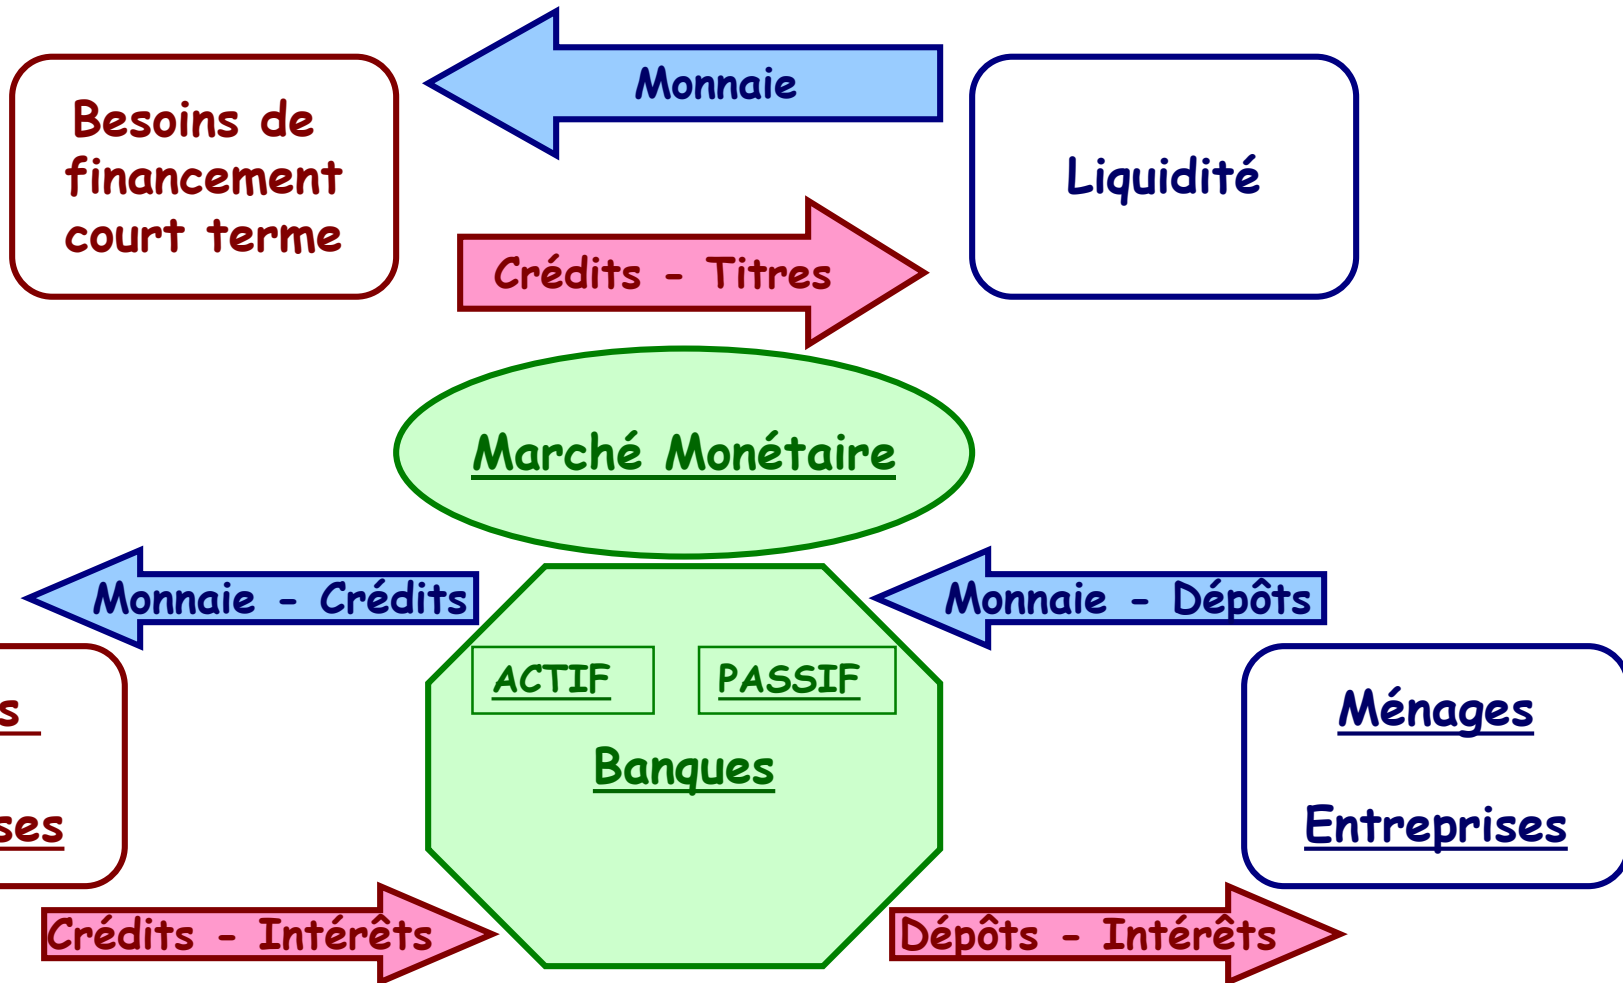 Monnaie
Besoins de
financement
court terme
Liquidité
Crédits - Titres
Marché Monétaire
Monnaie - Crédits
Monnaie - Dépôts
ACTIF
PASSIF
s
Ménages
Banques
ses
Entreprises
Crédits - Intérêts
Dépôts - Intérêts